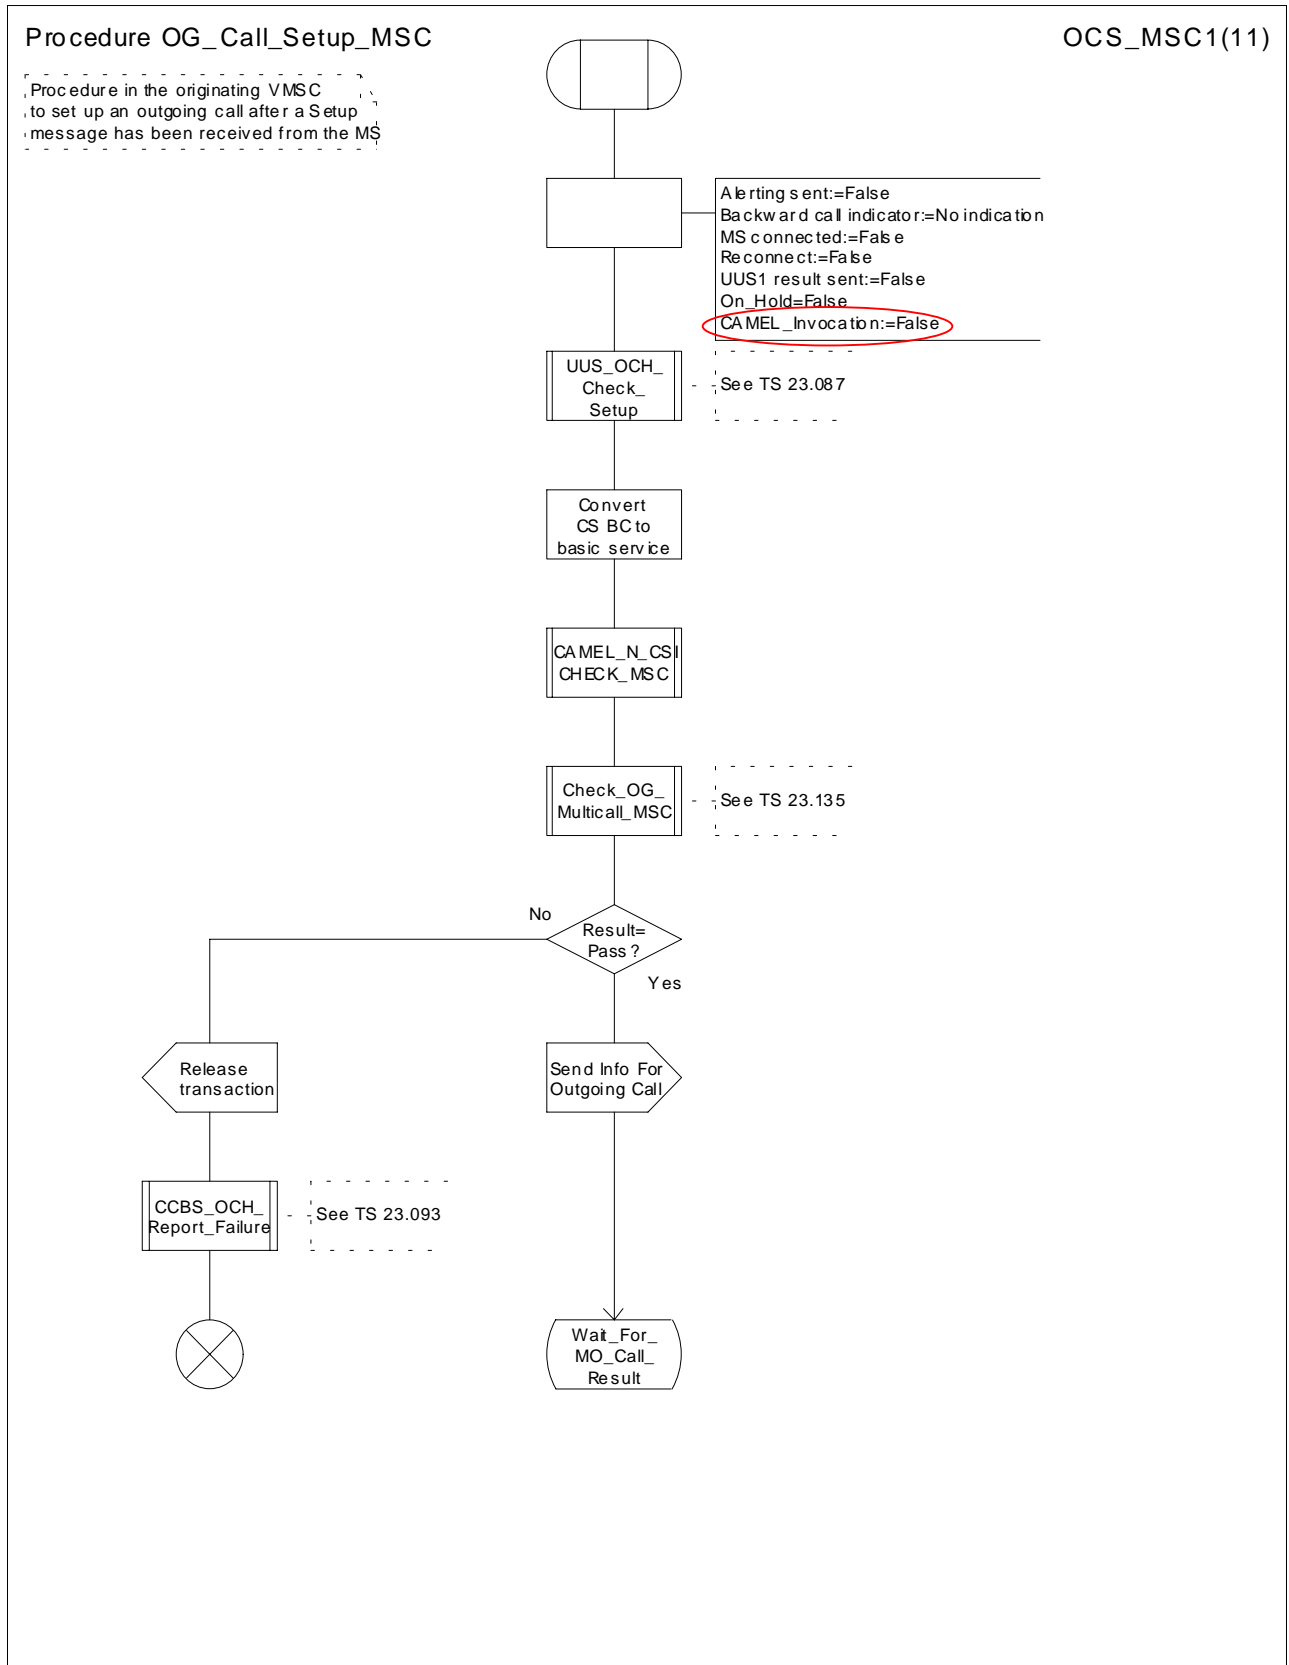 Procedure OG_Call_Setup_MSC
OCS_MSC1(11)
Procedure in the originating VMSC
to set up an outgoing call after a Setup
message has been received from the MS
Alerting sent:=False
Backward call indicator:=No indication
MS connected:=False
Reconnect:=False
UUS1 result sent:=False
On_Hold=False
CAMEL_Invocation:=False
UUS_OCH_
Check_
Setup
See TS 23.087
Convert
CS BC to
basic service
CAMEL_N_CSI
CHECK_MSC
Check_OG_
Multicall_MSC
See TS 23.135
No
Result=
Pass?
Yes
Release
transaction
Send Info For
Outgoing Call
CCBS_OCH_
Report_Failure
See TS 23.093
Wait_For_
MO_Call_
Result